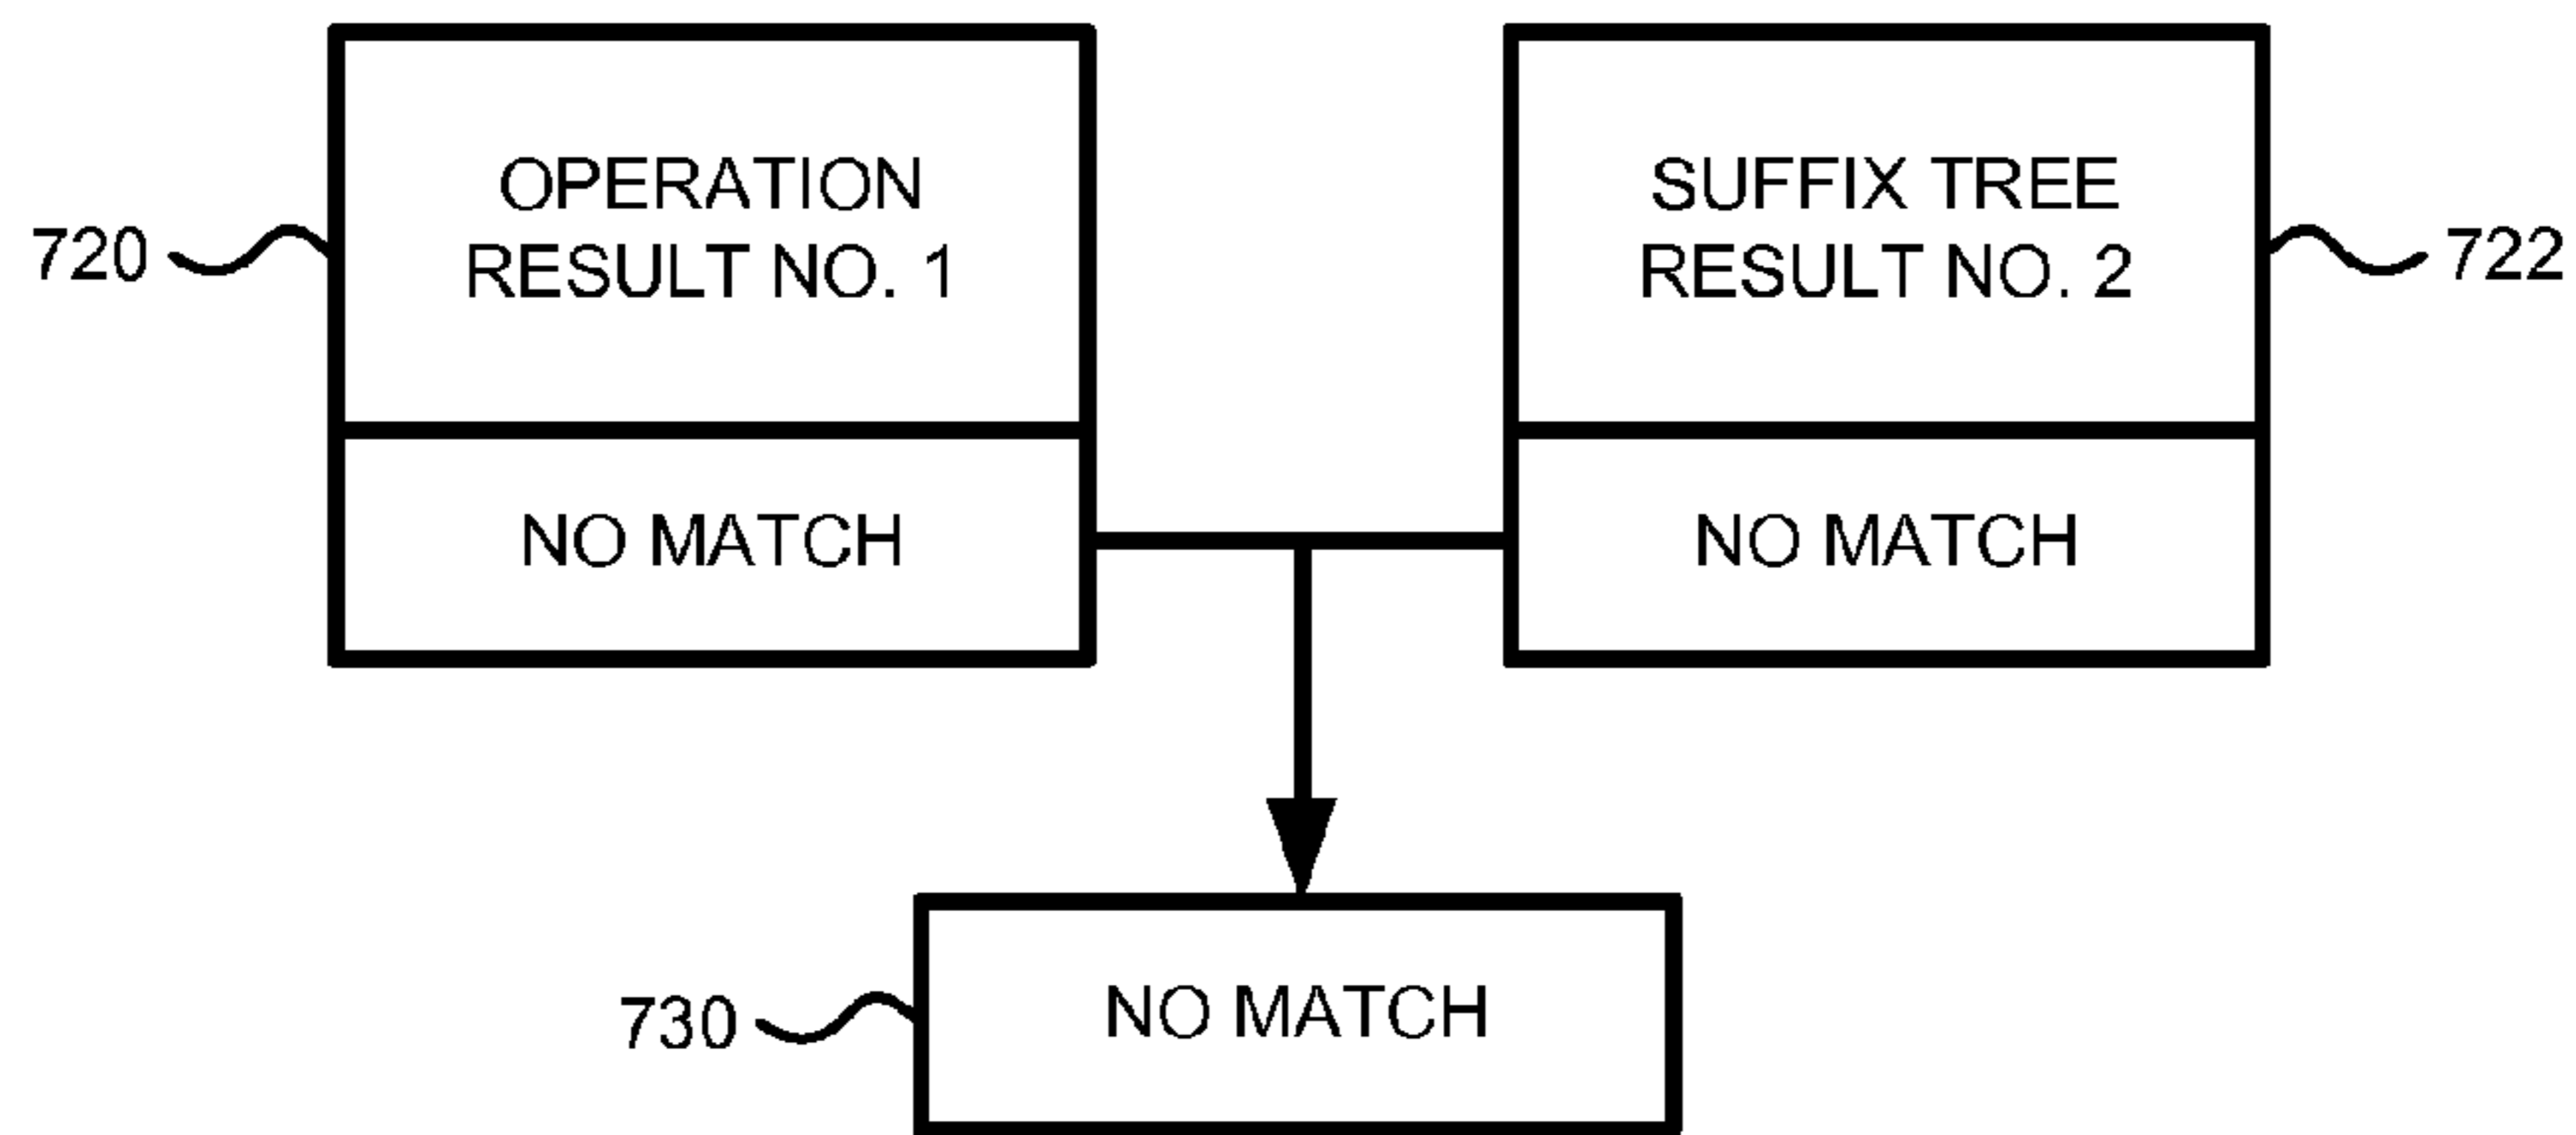 OPERATION
RESULT NO. 1
720
NO MATCH
SUFFIX TREE
RESULT NO. 2
722
NO MATCH
730
NO MATCH